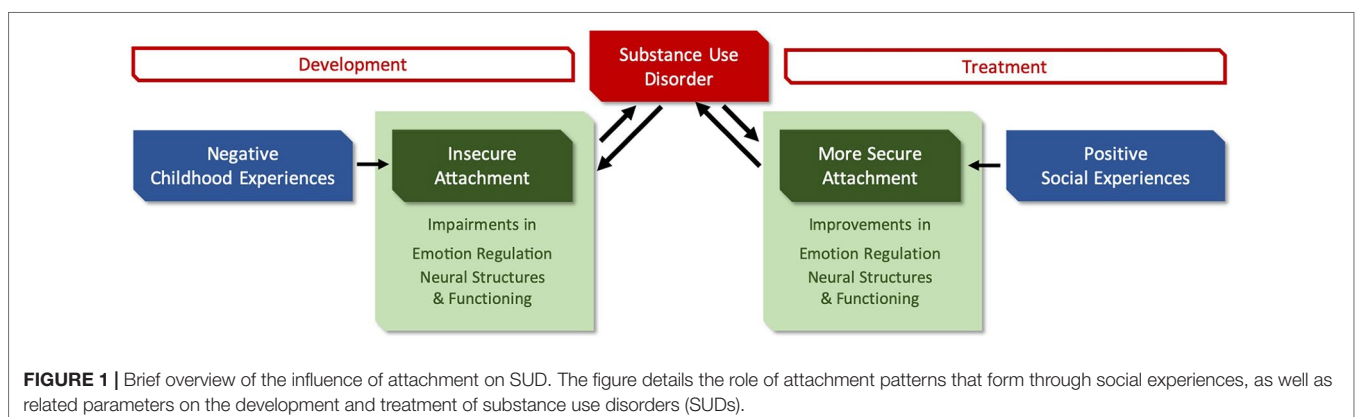 Development
Substance Use
Disorder
Treatment
Negative
Childhood Experiences
Insecure
Attachment
Impairments in
Emotion Regulation
Neural Structures
& Functioning
More Secure
Attachment
Improvements in
Emotion Regulation
Neural Structures
& Functioning
Positive
Social Experiences
FIGURE 1 | Brief overview of the influence of attachment on SUD. The figure details the role of attachment patterns that form through social experiences, as well as
related parameters on the development and treatment of substance use disorders (SUDs).